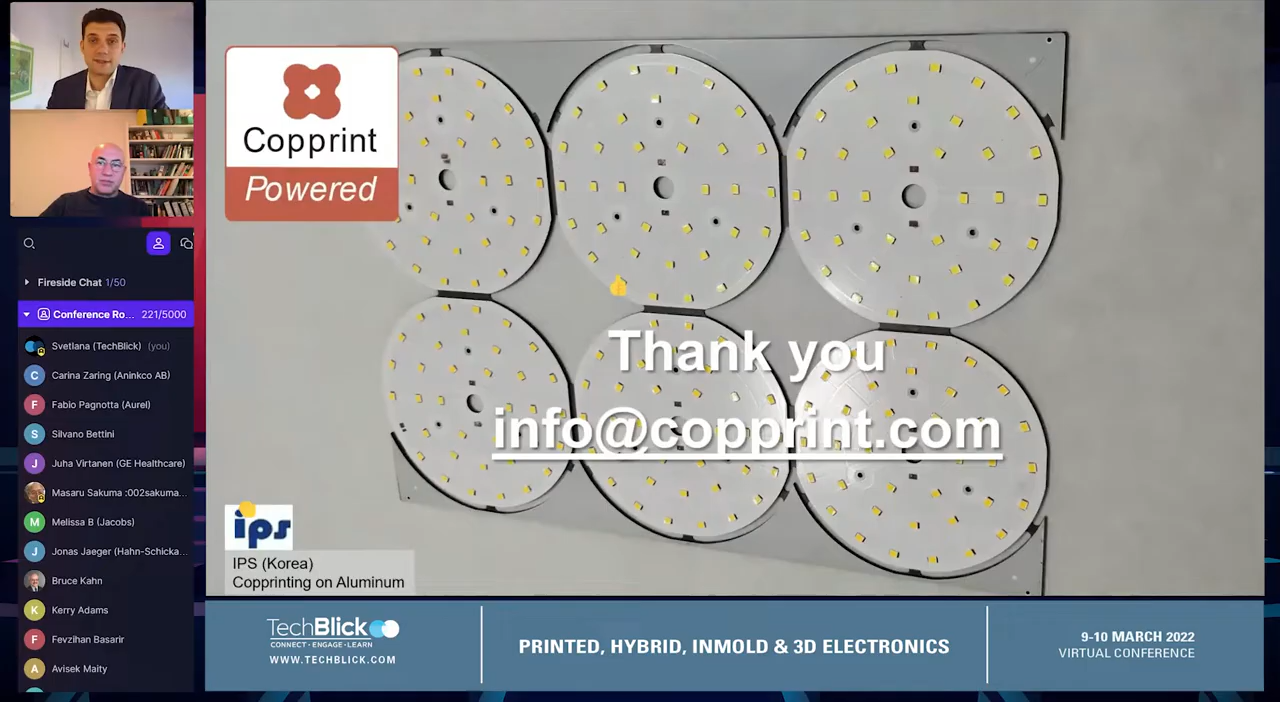 Copprint
Powered
Fireside Chat 1/50
Conference Ro... 221/5000
Svetlana (TechBlick) (you)
C Carina Zaring (Aninkco AB)
F Fabio Pagnotta (Aurel)
S Silvano Bettini
J Juha Virtanen (GE Healthcare)
Masaru Sakuma :002sakuma...
M Melissa B (Jacobs)
J Jonas Jaeger (Hahn-Schicka...
Bruce Kahn
K Kerry Adams
F Fevzihan Basarir
A Avisek Maity
Thank you
info@copprint.com
ips
IPS (Korea)
Copprinting on Aluminum
TechBlick
CONNECT • ENGAGE • LEARN
WWW.TECHBLICK.COM
PRINTED, HYBRID, INMOLD & 3D ELECTRONICS
9-10 MARCH 2022
VIRTUAL CONFERENCE